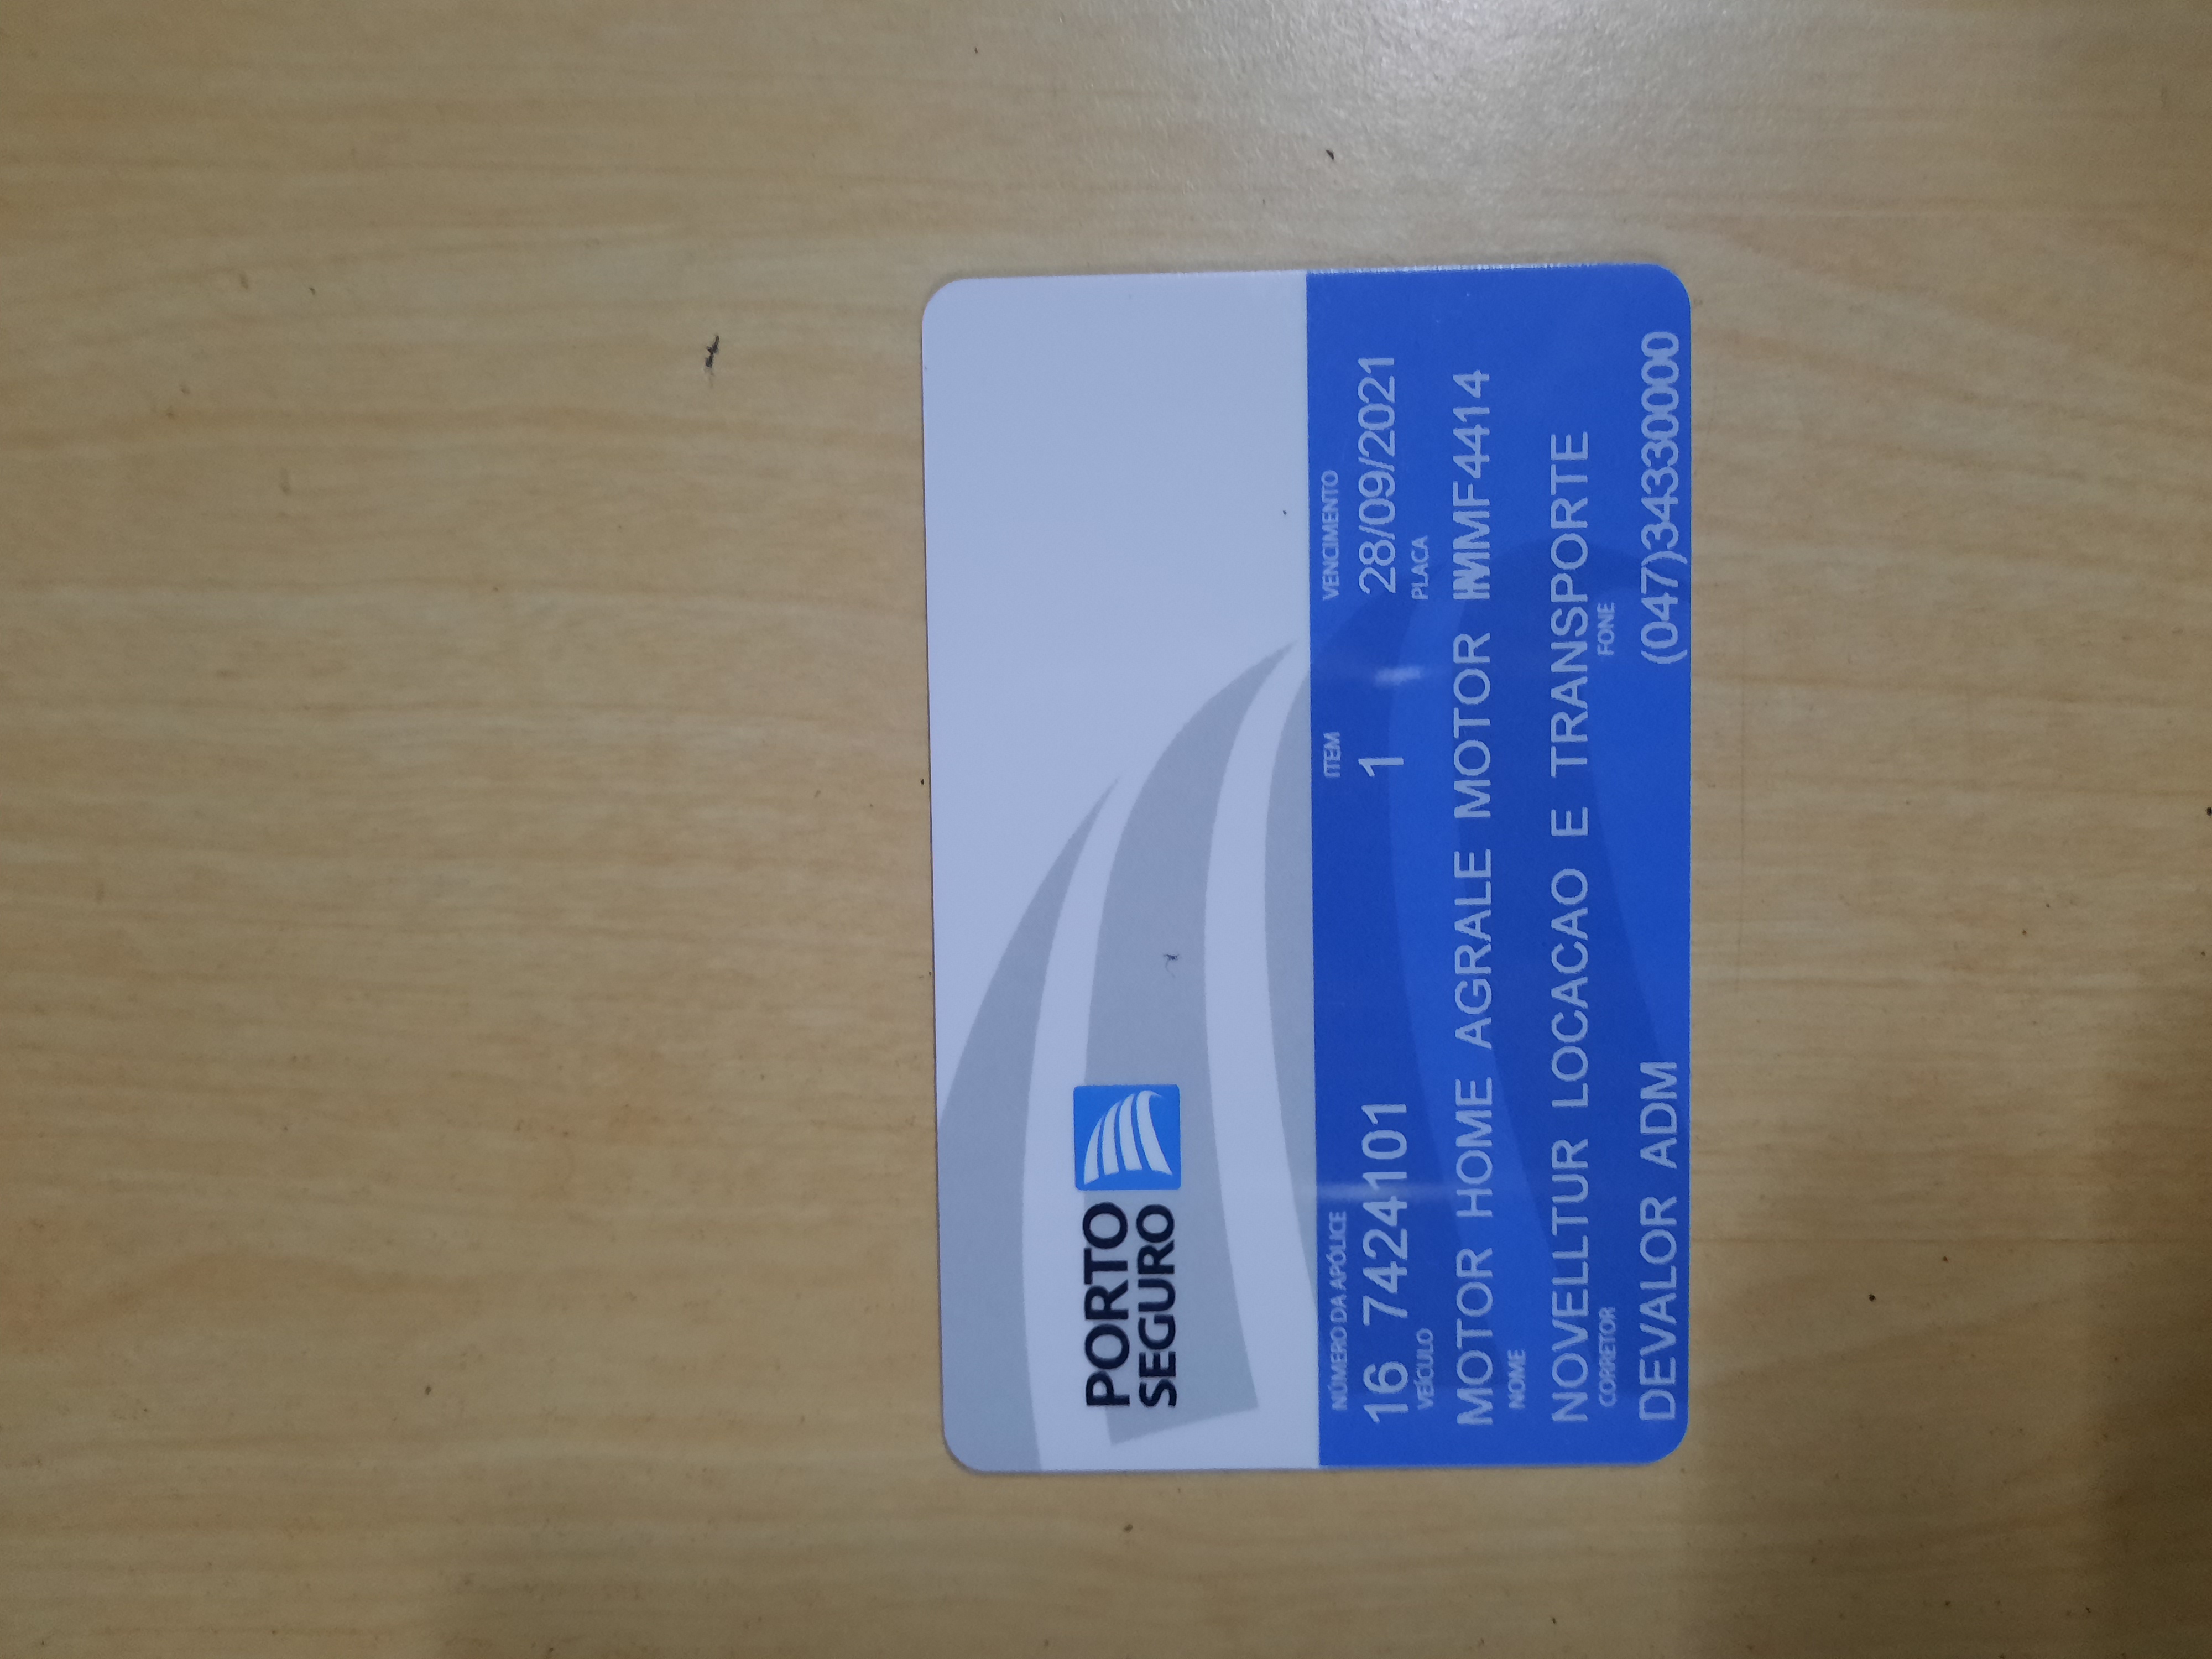 PORTO
SEGURO
NÚMERO DA APÓLICE ITEM VENCIMENTO
16 7424101 1 28/09/2021
VEÍCULO PLACA
MOTOR HOME AGRALE MOTOR
NOME
NOVELLTUR LOCACAO E TRANSPORTE
CORRETOR FONE
DEVALOR ADM (047)34330000